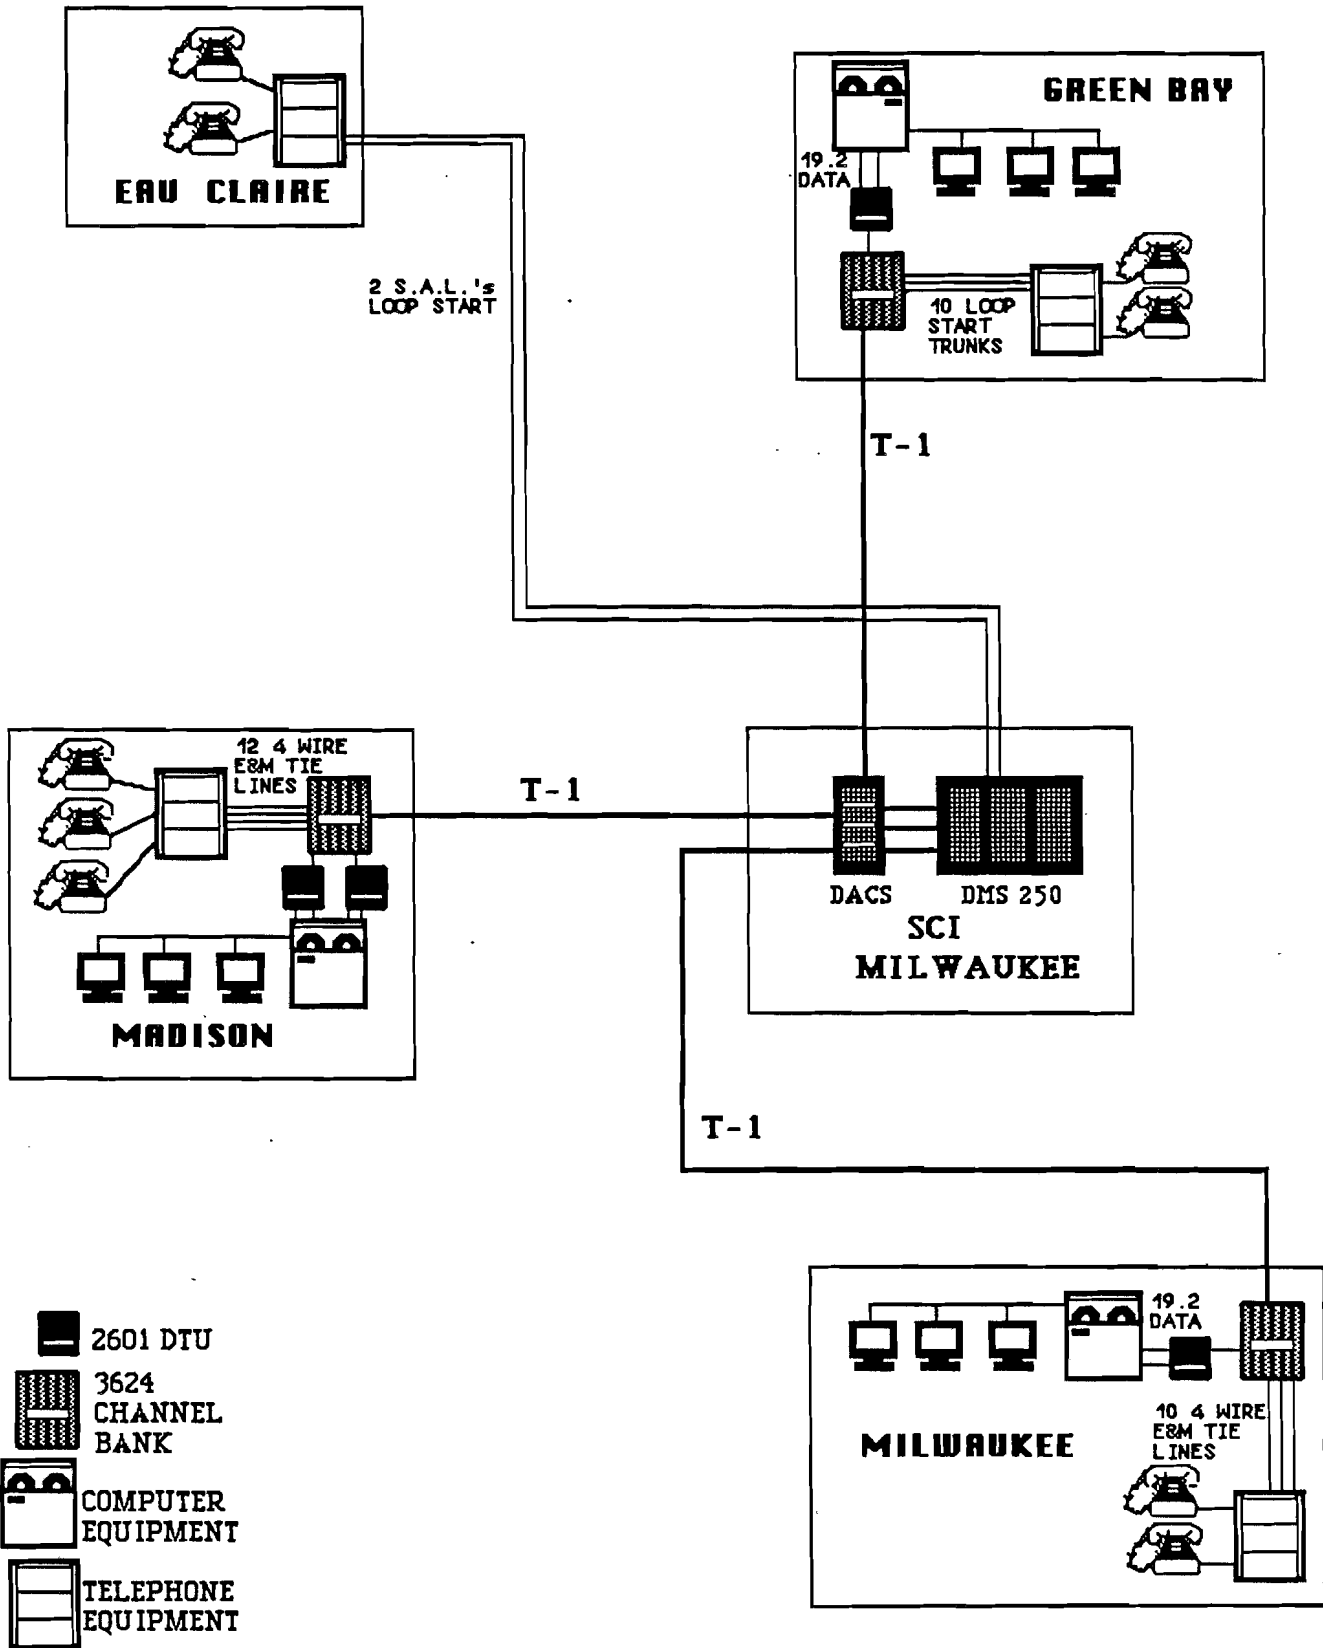 EAU CLAIRE
GREEN BAY
19.2
DATA
10 LOOP
START
TRUNKS
2 S.A.L.'s
LOOP START
T-1
12 4 WIRE
E&M TIE
LINES
T-1
DACS
DMS 250
SCI
MILWAUKEE
MADISON
T-1
19.2
DATA
10 4 WIRE
E&M TIE
LINES
MILWAUKEE
2601 DTU
3624
CHANNEL
BANK
COMPUTER
EQUIPMENT
TELEPHONE
EQUIPMENT